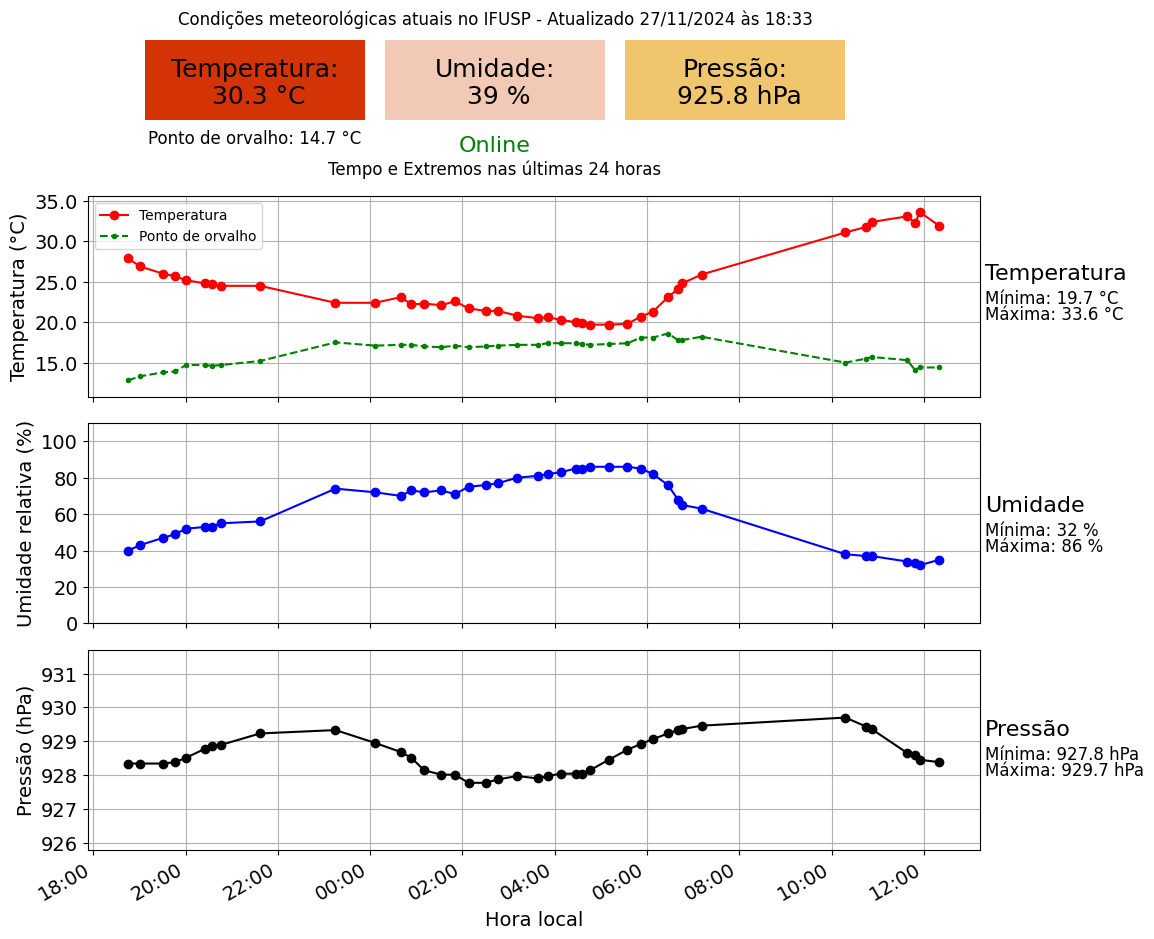 Condições meteorológicas atuais no IFUSP - Atualizado 27/11/2024 às 18:33
Temperatura:
30.3 °C
Umidade:
39 %
Pressão:
925.8 hPa
Ponto de orvalho: 14.7 °C
Online
Tempo e Extremos nas últimas 24 horas
Temperatura (°C)
35.0
30.0
25.0
20.0
15.0
Temperatura
Ponto de orvalho
Temperatura
Mínima: 19.7 °C
Máxima: 33.6 °C
Umidade relativa (%)
100
80
60
40
20
0
Umidade
Mínima: 32 %
Máxima: 86 %
Pressão (hPa)
931
930
929
928
927
926
Pressão
Mínima: 927.8 hPa
Máxima: 929.7 hPa
18:00
20:00
22:00
00:00
02:00
04:00
06:00
08:00
10:00
12:00
Hora local